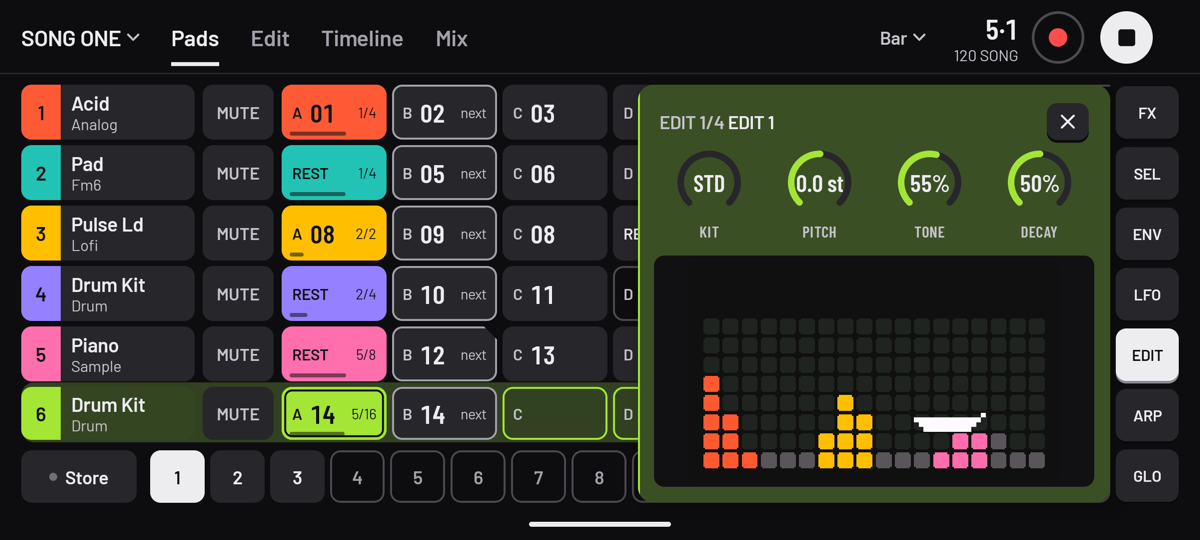 SONG ONE Pads Edit Timeline Mix Bar 5·1
120 SONG
1 Acid MUTE A 01 1/4 B 02 next C 03 D
Analog
2 Pad MUTE REST 1/4 B 05 next C 06 D
Fm6
3 Pulse Ld MUTE A 08 2/2 B 09 next C 08 RE
Lofi
4 Drum Kit MUTE REST 2/4 B 10 next C 11 D
Drum
5 Piano MUTE REST 5/8 B 12 next C 13 D
Sample
6 Drum Kit MUTE A 14 5/16 B 14 next C D
Drum
Store 1 2 3 4 5 6 7 8
EDIT 1/4 EDIT 1
STD 0.0 st 55% 50%
KIT PITCH TONE DECAY
FX
SEL
ENV
LFO
EDIT
ARP
GLO